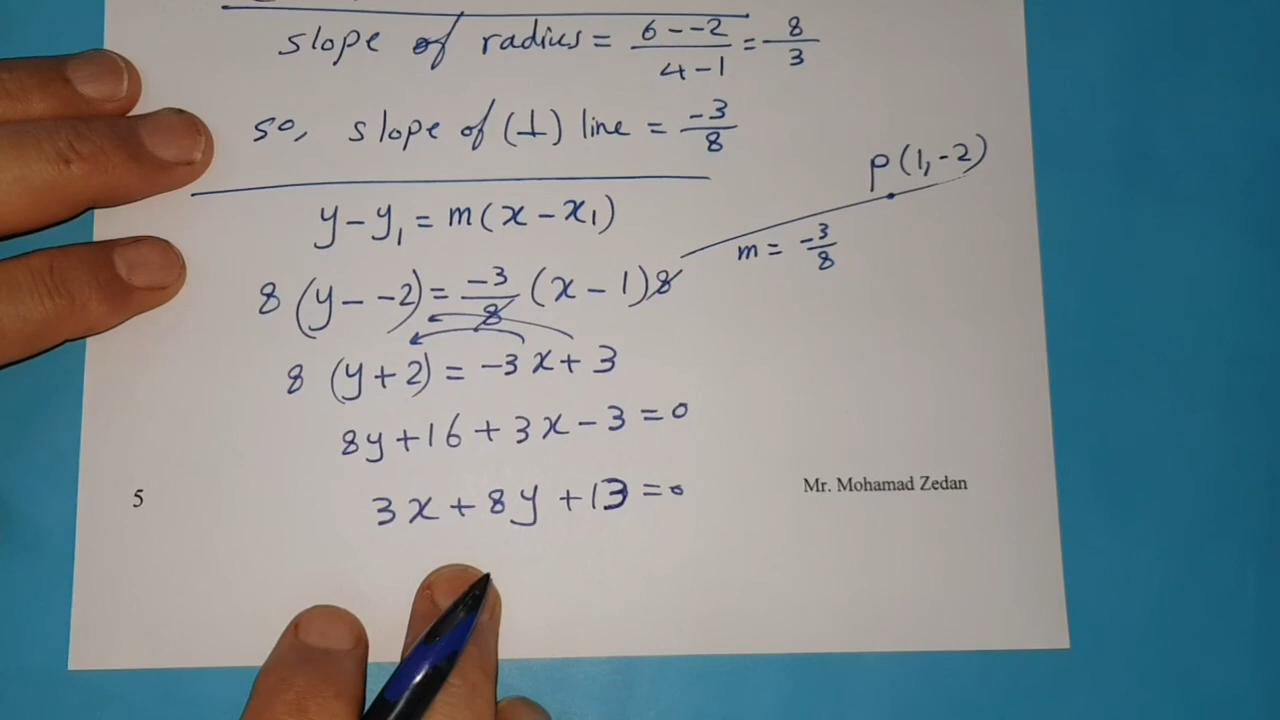 slope of radius = 6--2/4-1 = 8/3
so, slope of (⊥) line = -3/8
P(1,-2)
m = -3/8
y-y₁ = m(x-x₁)
8(y--2) = -3/8 (x-1)8
8(y+2) = -3x+3
8y+16+3x-3=0
3x+8y+13=0
5
Mr. Mohamad Zedan